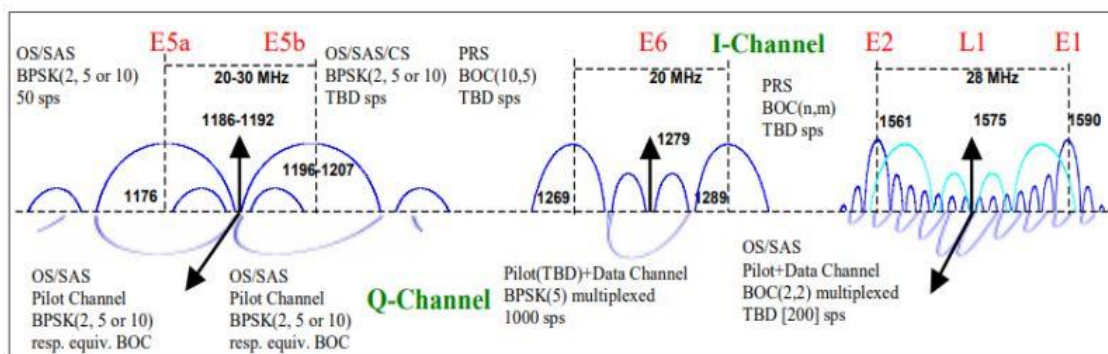 E5a
E5b
E6
I-Channel
E2
L1
E1
OS/SAS
BPSK(2, 5 or 10)
50 sps
20-30 MHz
OS/SAS/CS
BPSK(2, 5 or 10)
TBD sps
PRS
BOC(10,5)
TBD sps
20 MHz
PRS
BOC(n,m)
TBD sps
28 MHz
1186-1192
1279
1561
1575
1590
1176
1196-1207
1269
1289
OS/SAS
Pilot Channel
BPSK(2, 5 or 10)
resp. equiv. BOC
OS/SAS
Pilot Channel
BPSK(2, 5 or 10)
resp. equiv. BOC
Q-Channel
Pilot(TBD)+Data Channel
BPSK(5) multiplexed
1000 sps
OS/SAS
Pilot+Data Channel
BOC(2,2) multiplexed
TBD [200] sps